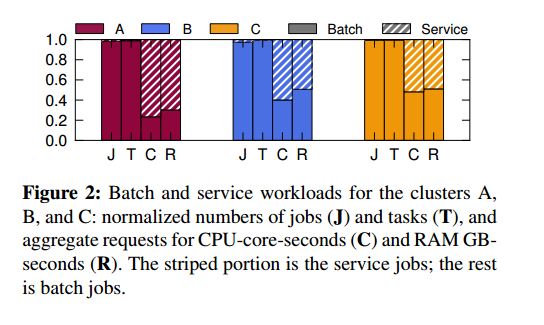 A B C Batch Service
1.0
0.8
0.6
0.4
0.2
0.0
J T C R J T C R J T C R
Figure 2: Batch and service workloads for the clusters A,
B, and C: normalized numbers of jobs (J) and tasks (T), and
aggregate requests for CPU-core-seconds (C) and RAM GB-
seconds (R). The striped portion is the service jobs; the rest
is batch jobs.